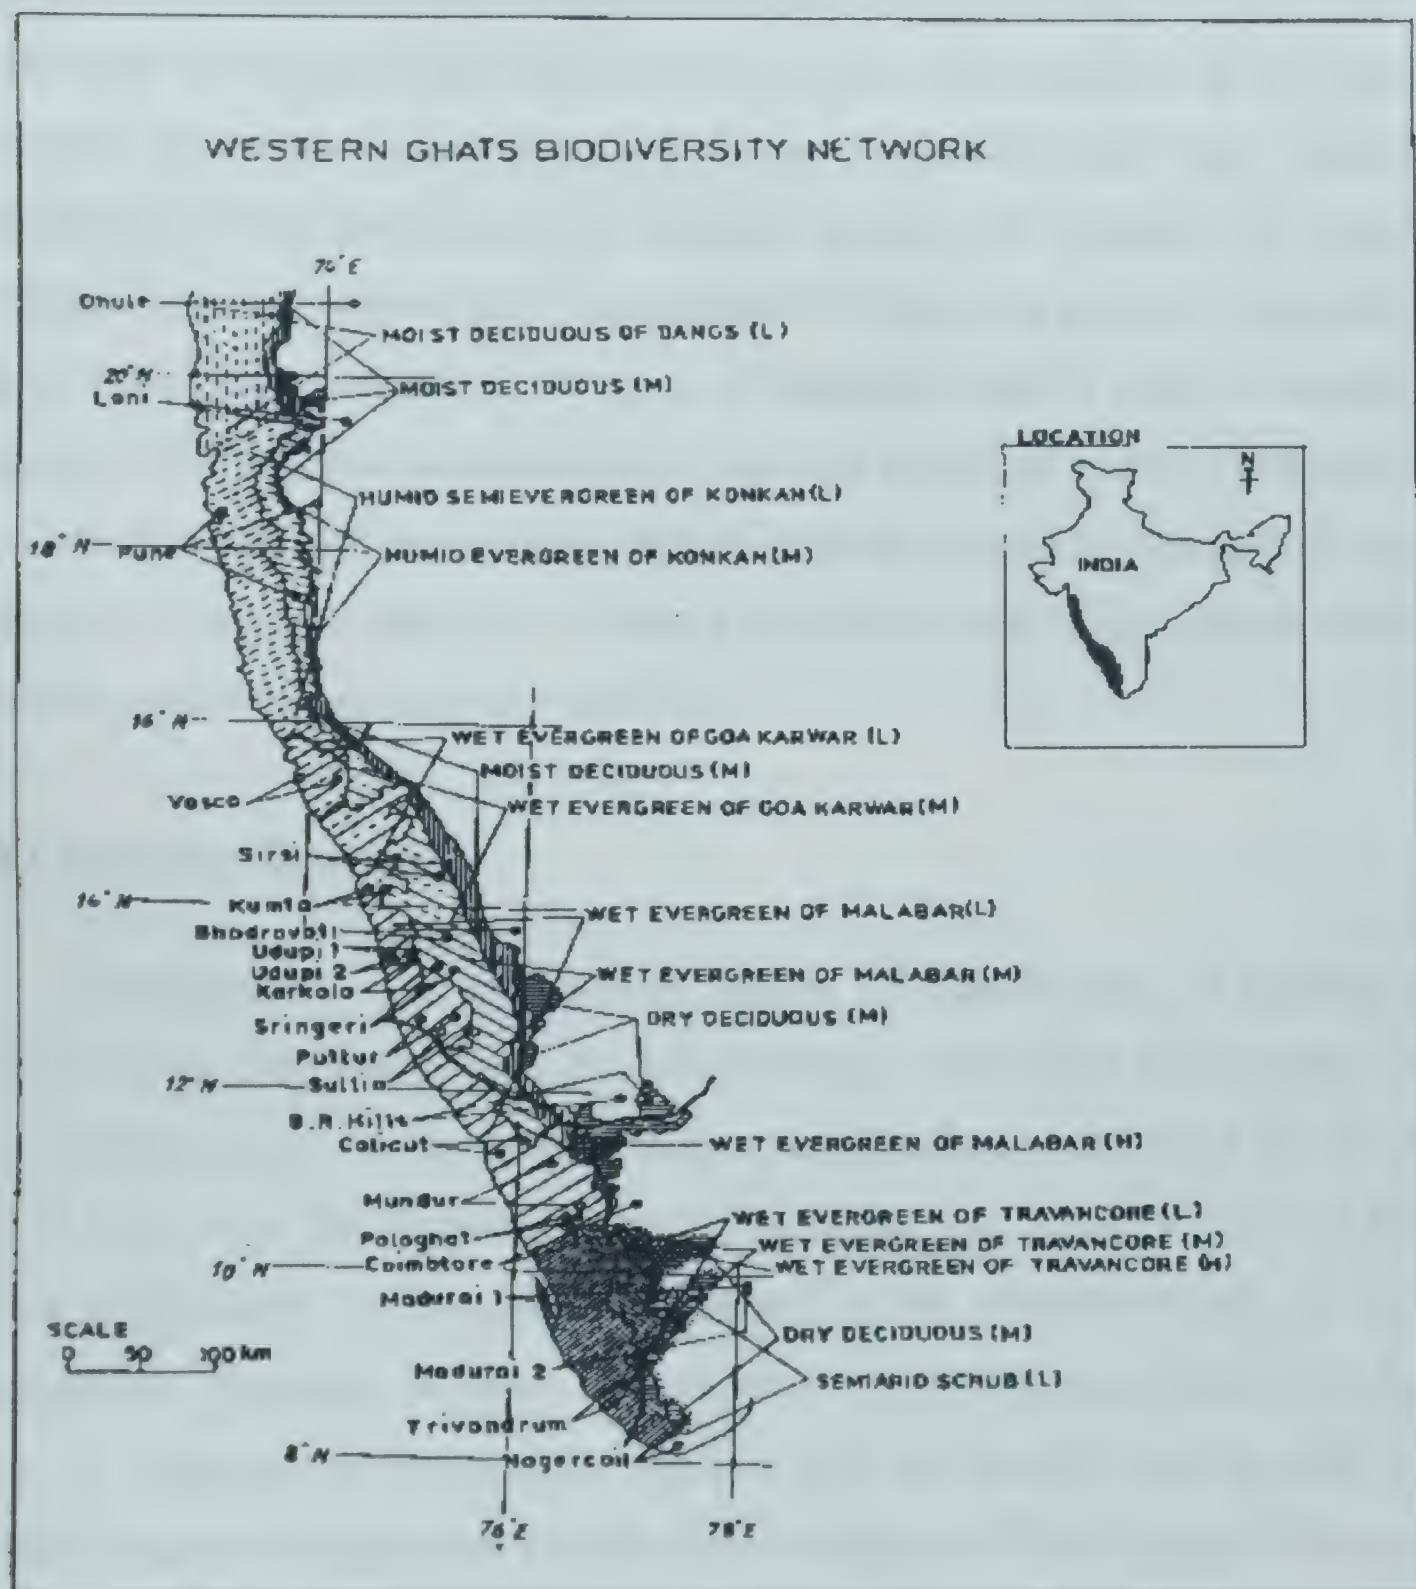 WESTERN GHATS BIODIVERSITY NETWORK
Dhule
MOIST DECIDUOUS OF DANGS (L)
20°N
MOIST DECIDUOUS (M)
Loni
LOCATION
N
INDIA
HUMID SEMIEVERGREEN OF KONKAN (L)
18°N
Pune
HUMID EVERGREEN OF KONKAN (M)
16°N
WET EVERGREEN OF GOA KARWAR (L)
MOIST DECIDUOUS (M)
Vasco
WET EVERGREEN OF GOA KARWAR (M)
Sirsi
Kumta
WET EVERGREEN OF MALABAR (L)
Bhadravati
Udupi 1
Udupi 2
WET EVERGREEN OF MALABAR (M)
Karkala
Sringeri
DRY DECIDUOUS (M)
Puttur
12°N
Sullia
B.R. Hills
Calicut
WET EVERGREEN OF MALABAR (H)
Mundur
WET EVERGREEN OF TRAVANCORE (L)
Palaghat
WET EVERGREEN OF TRAVANCORE (M)
10°N
Coimbtore
WET EVERGREEN OF TRAVANCORE (H)
Madurai 1
SCALE
0 50 100 km
DRY DECIDUOUS (M)
Madurai 2
SEMIARID SCRUB (L)
Trivandrum
8°N
Nagercoil
76°E
78°E